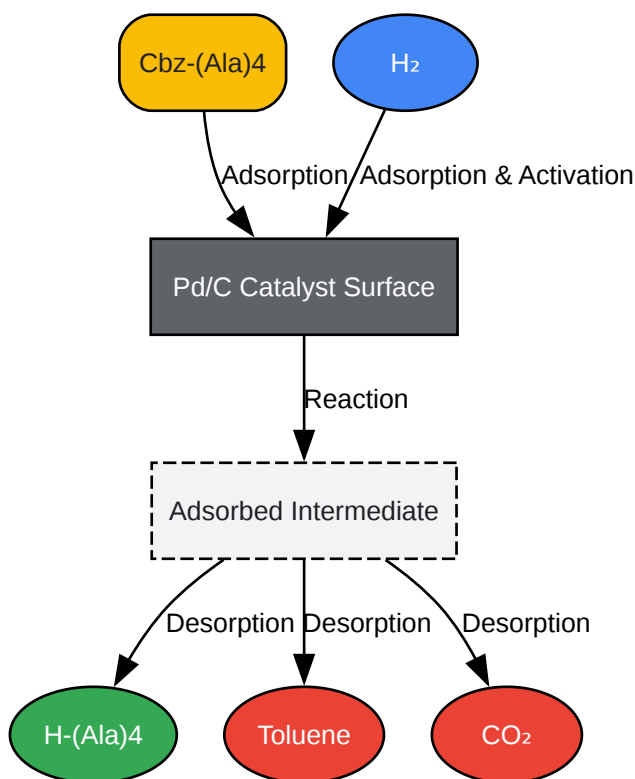 Cbz-(Ala)4
H₂
Adsorption
Adsorption & Activation
Pd/C Catalyst Surface
Reaction
Adsorbed Intermediate
Desorption
Desorption
Desorption
H-(Ala)4
Toluene
CO₂